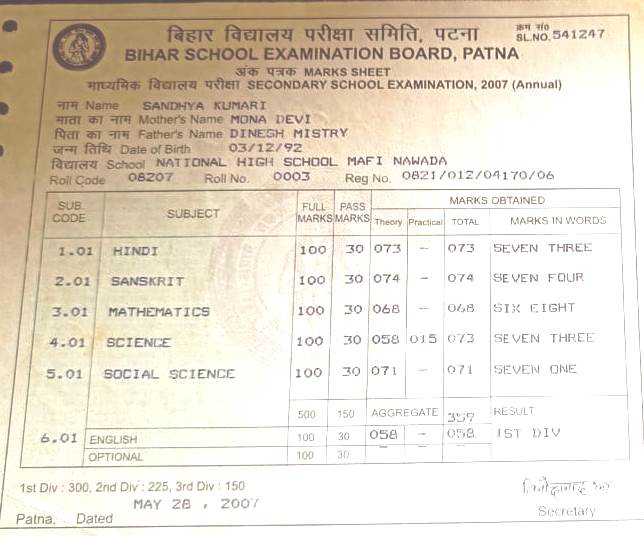 बिहार विद्यालय परीक्षा समिति, पटना
क्रम सं०
SL.NO. 541247
BIHAR SCHOOL EXAMINATION BOARD, PATNA
अंक पत्रक MARKS SHEET
माध्यमिक विद्यालय परीक्षा SECONDARY SCHOOL EXAMINATION, 2007 (Annual)
नाम Name SANDHYA KUMARI
माता का नाम Mother's Name MONA DEVI
पिता का नाम Father's Name DINESH MISTRY
जन्म तिथि Date of Birth 03/12/92
विद्यालय School NATIONAL HIGH SCHOOL MAFI NAWADA
Roll Code 08207 Roll No. 0003 Reg No. 0821/012/04170/06
SUB. CODE SUBJECT FULL MARKS PASS MARKS MARKS OBTAINED
Theory Practical TOTAL MARKS IN WORDS
1.01 HINDI 100 30 073 - 073 SEVEN THREE
2.01 SANSKRIT 100 30 074 - 074 SEVEN FOUR
3.01 MATHEMATICS 100 30 068 - 068 SIX EIGHT
4.01 SCIENCE 100 30 058 015 073 SEVEN THREE
5.01 SOCIAL SCIENCE 100 30 071 - 071 SEVEN ONE
500 150 AGGREGATE 359 RESULT
6.01 ENGLISH 100 30 058 - 058 1ST DIV
OPTIONAL 100 30 - - -
1st Div : 300, 2nd Div : 225, 3rd Div : 150
MAY 28 , 2007
Patna, Dated
Secretary